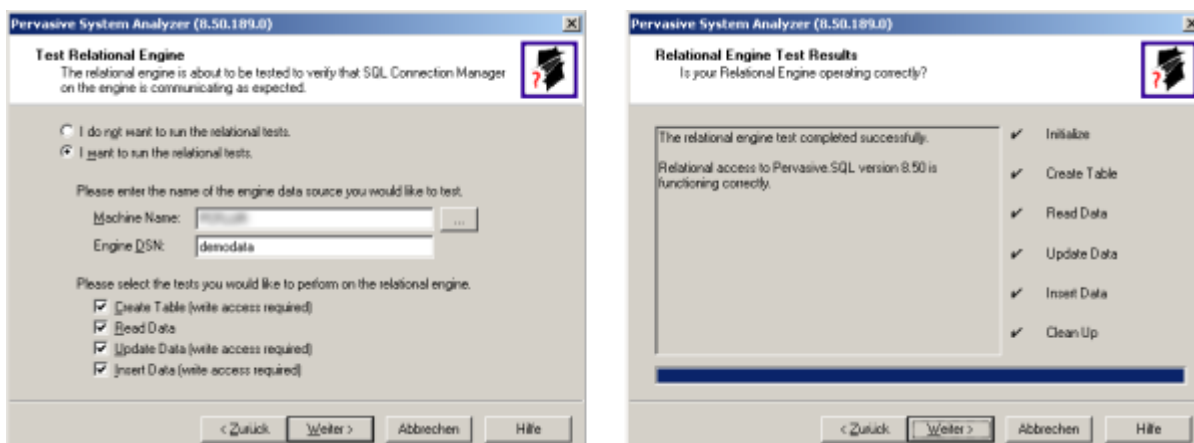 Pervasive System Analyzer (8.50.189.0)
Test Relational Engine
The relational engine is about to be tested to verify that SQL Connection Manager
on the engine is communicating as expected.
I do not want to run the relational tests.
I want to run the relational tests.
Please enter the name of the engine data source you would like to test.
Machine Name:
...
Engine DSN:
demodata
Please select the tests you would like to perform on the relational engine.
Create Table (write access required)
Read Data
Update Data (write access required)
Insert Data (write access required)
< Zurück
Weiter >
Abbrechen
Hilfe
Pervasive System Analyzer (8.50.189.0)
Relational Engine Test Results
Is your Relational Engine operating correctly?
The relational engine test completed successfully.
Relational access to Pervasive.SQL version 8.50 is
functioning correctly.
Initialize
Create Table
Read Data
Update Data
Insert Data
Clean Up
< Zurück
Weiter >
Abbrechen
Hilfe